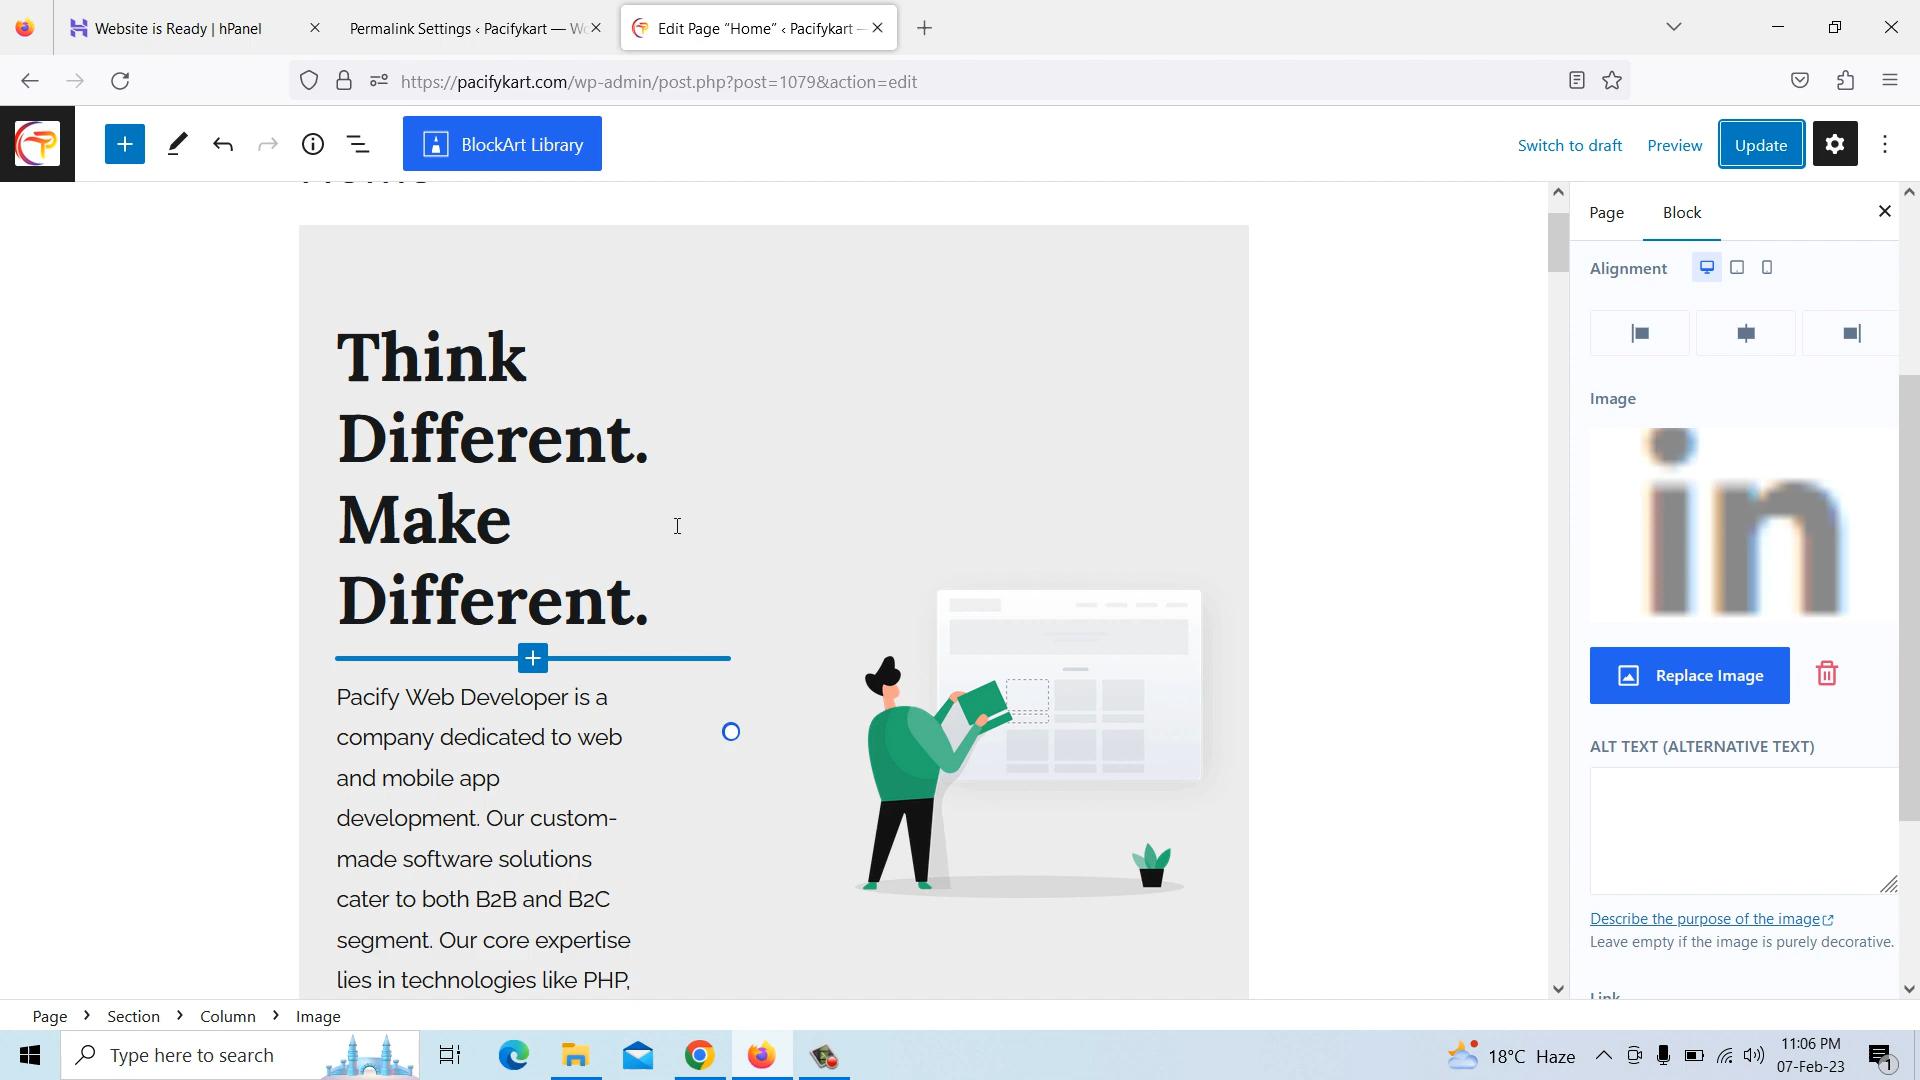 Website is Ready | hPanel
Permalink Settings ‹ Pacifykart — Wo
Edit Page “Home” ‹ Pacifykart —
https://pacifykart.com/wp-admin/post.php?post=1079&action=edit
BlockArt Library
Switch to draft
Preview
Update
Page
Block
Alignment
Think
Different.
Make
Different.
Pacify Web Developer is a
company dedicated to web
and mobile app
development. Our custom-
made software solutions
cater to both B2B and B2C
segment. Our core expertise
lies in technologies like PHP,
Image
in
Replace Image
ALT TEXT (ALTERNATIVE TEXT)
Describe the purpose of the image
Leave empty if the image is purely decorative.
Link
Page > Section > Column > Image
Type here to search
18°C Haze
11:06 PM
07-Feb-23
1